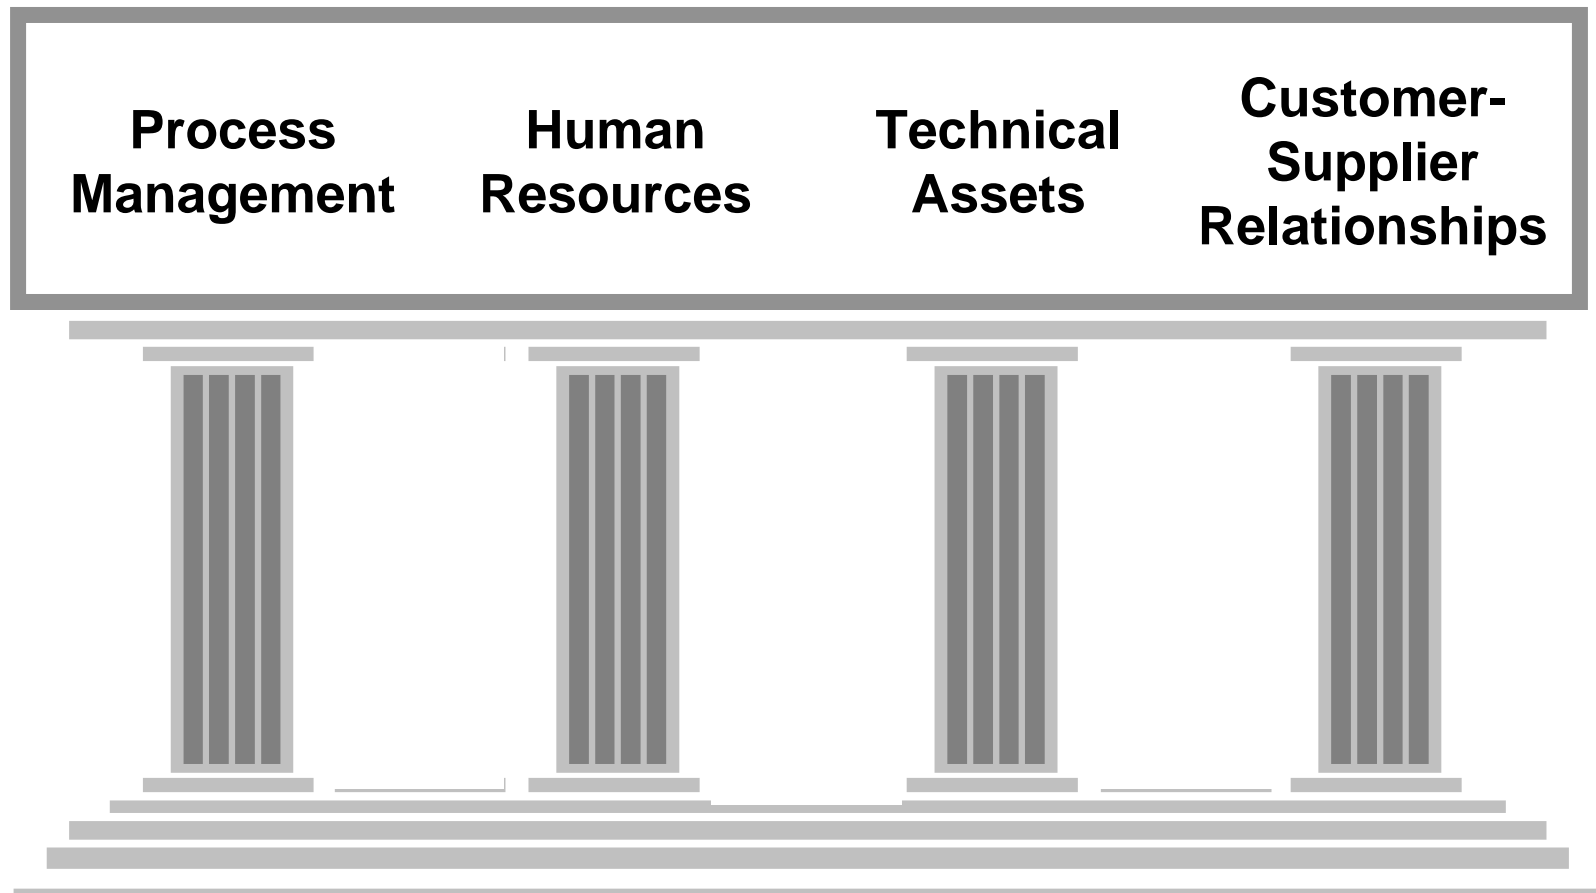 Process
Management
Human
Resources
Technical
Assets
Customer-
Supplier
Relationships